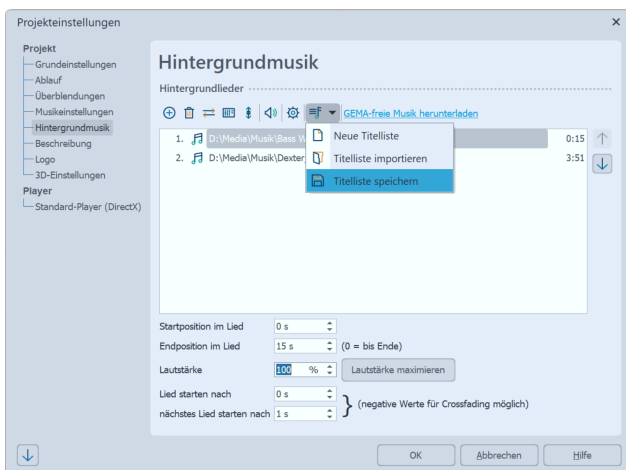 Projekteinstellungen
Projekt
Grundeinstellungen
Ablauf
Überblendungen
Musikeinstellungen
Hintergrundmusik
Beschreibung
Logo
3D-Einstellungen
Player
Standard-Player (DirectX)
Hintergrundmusik
Hintergrundlieder
GEMA-freie Musik herunterladen
1. D:\Media\Musik\Bass 0:15
2. D:\Media\Musik\Dexter 3:51
Neue Titelliste
Titelliste importieren
Titelliste speichern
Startposition im Lied 0 s
Endposition im Lied 15 s (0 = bis Ende)
Lautstärke 100 % Lautstärke maximieren
Lied starten nach 0 s
(negative Werte für Crossfading möglich)
nächstes Lied starten nach 1 s
OK Abbrechen Hilfe